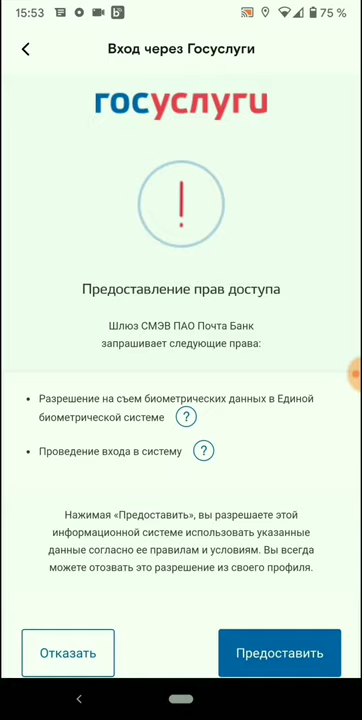 15:53
75 %
Вход через Госуслуги
госуслуги
!
Предоставление прав доступа
Шлюз СМЭВ ПАО Почта Банк
запрашивает следующие права:
• Разрешение на съем биометрических данных в Единой
биометрической системе ?
• Проведение входа в систему ?
Нажимая «Предоставить», вы разрешаете этой
информационной системе использовать указанные
данные согласно ее правилам и условиям. Вы всегда
можете отозвать это разрешение из своего профиля.
Отказать
Предоставить